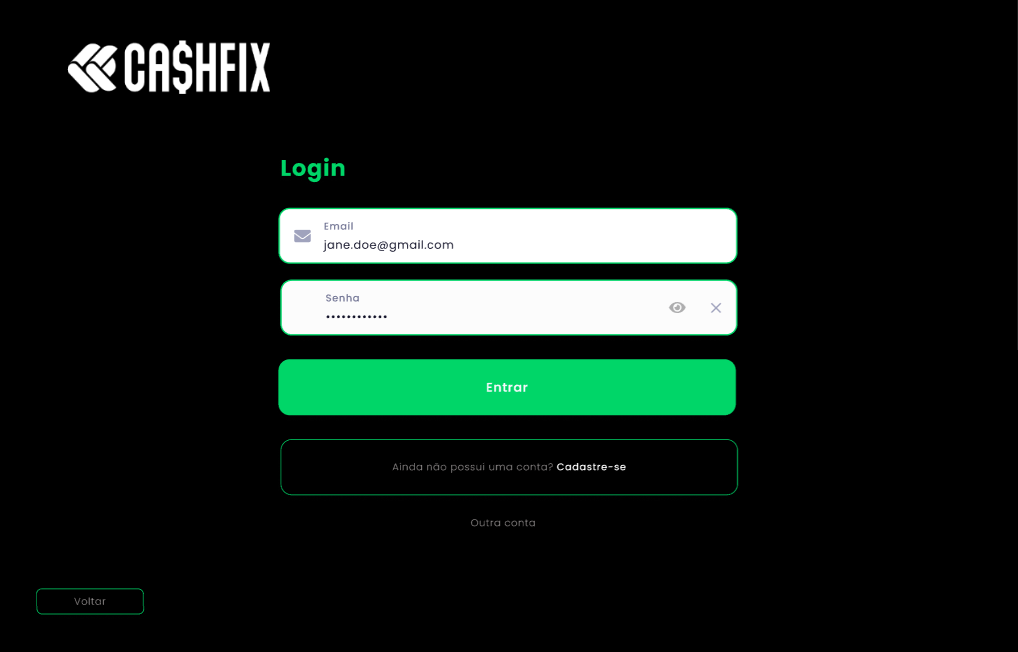 CA$HFIX
Login
Email
jane.doe@gmail.com
Senha
••••••••••••
Entrar
Ainda não possui uma conta? Cadastre-se
Outra conta
Voltar